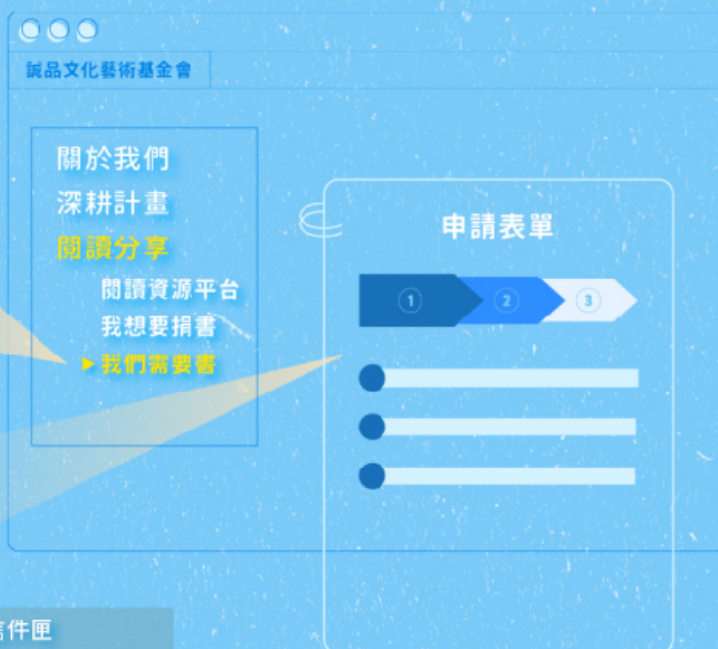 誠品文化藝術基金會
關於我們
深耕計畫
閱讀分享
閱讀資源平台
我想要捐書
▶我們需要書
申請表單
1 2 3
件匣